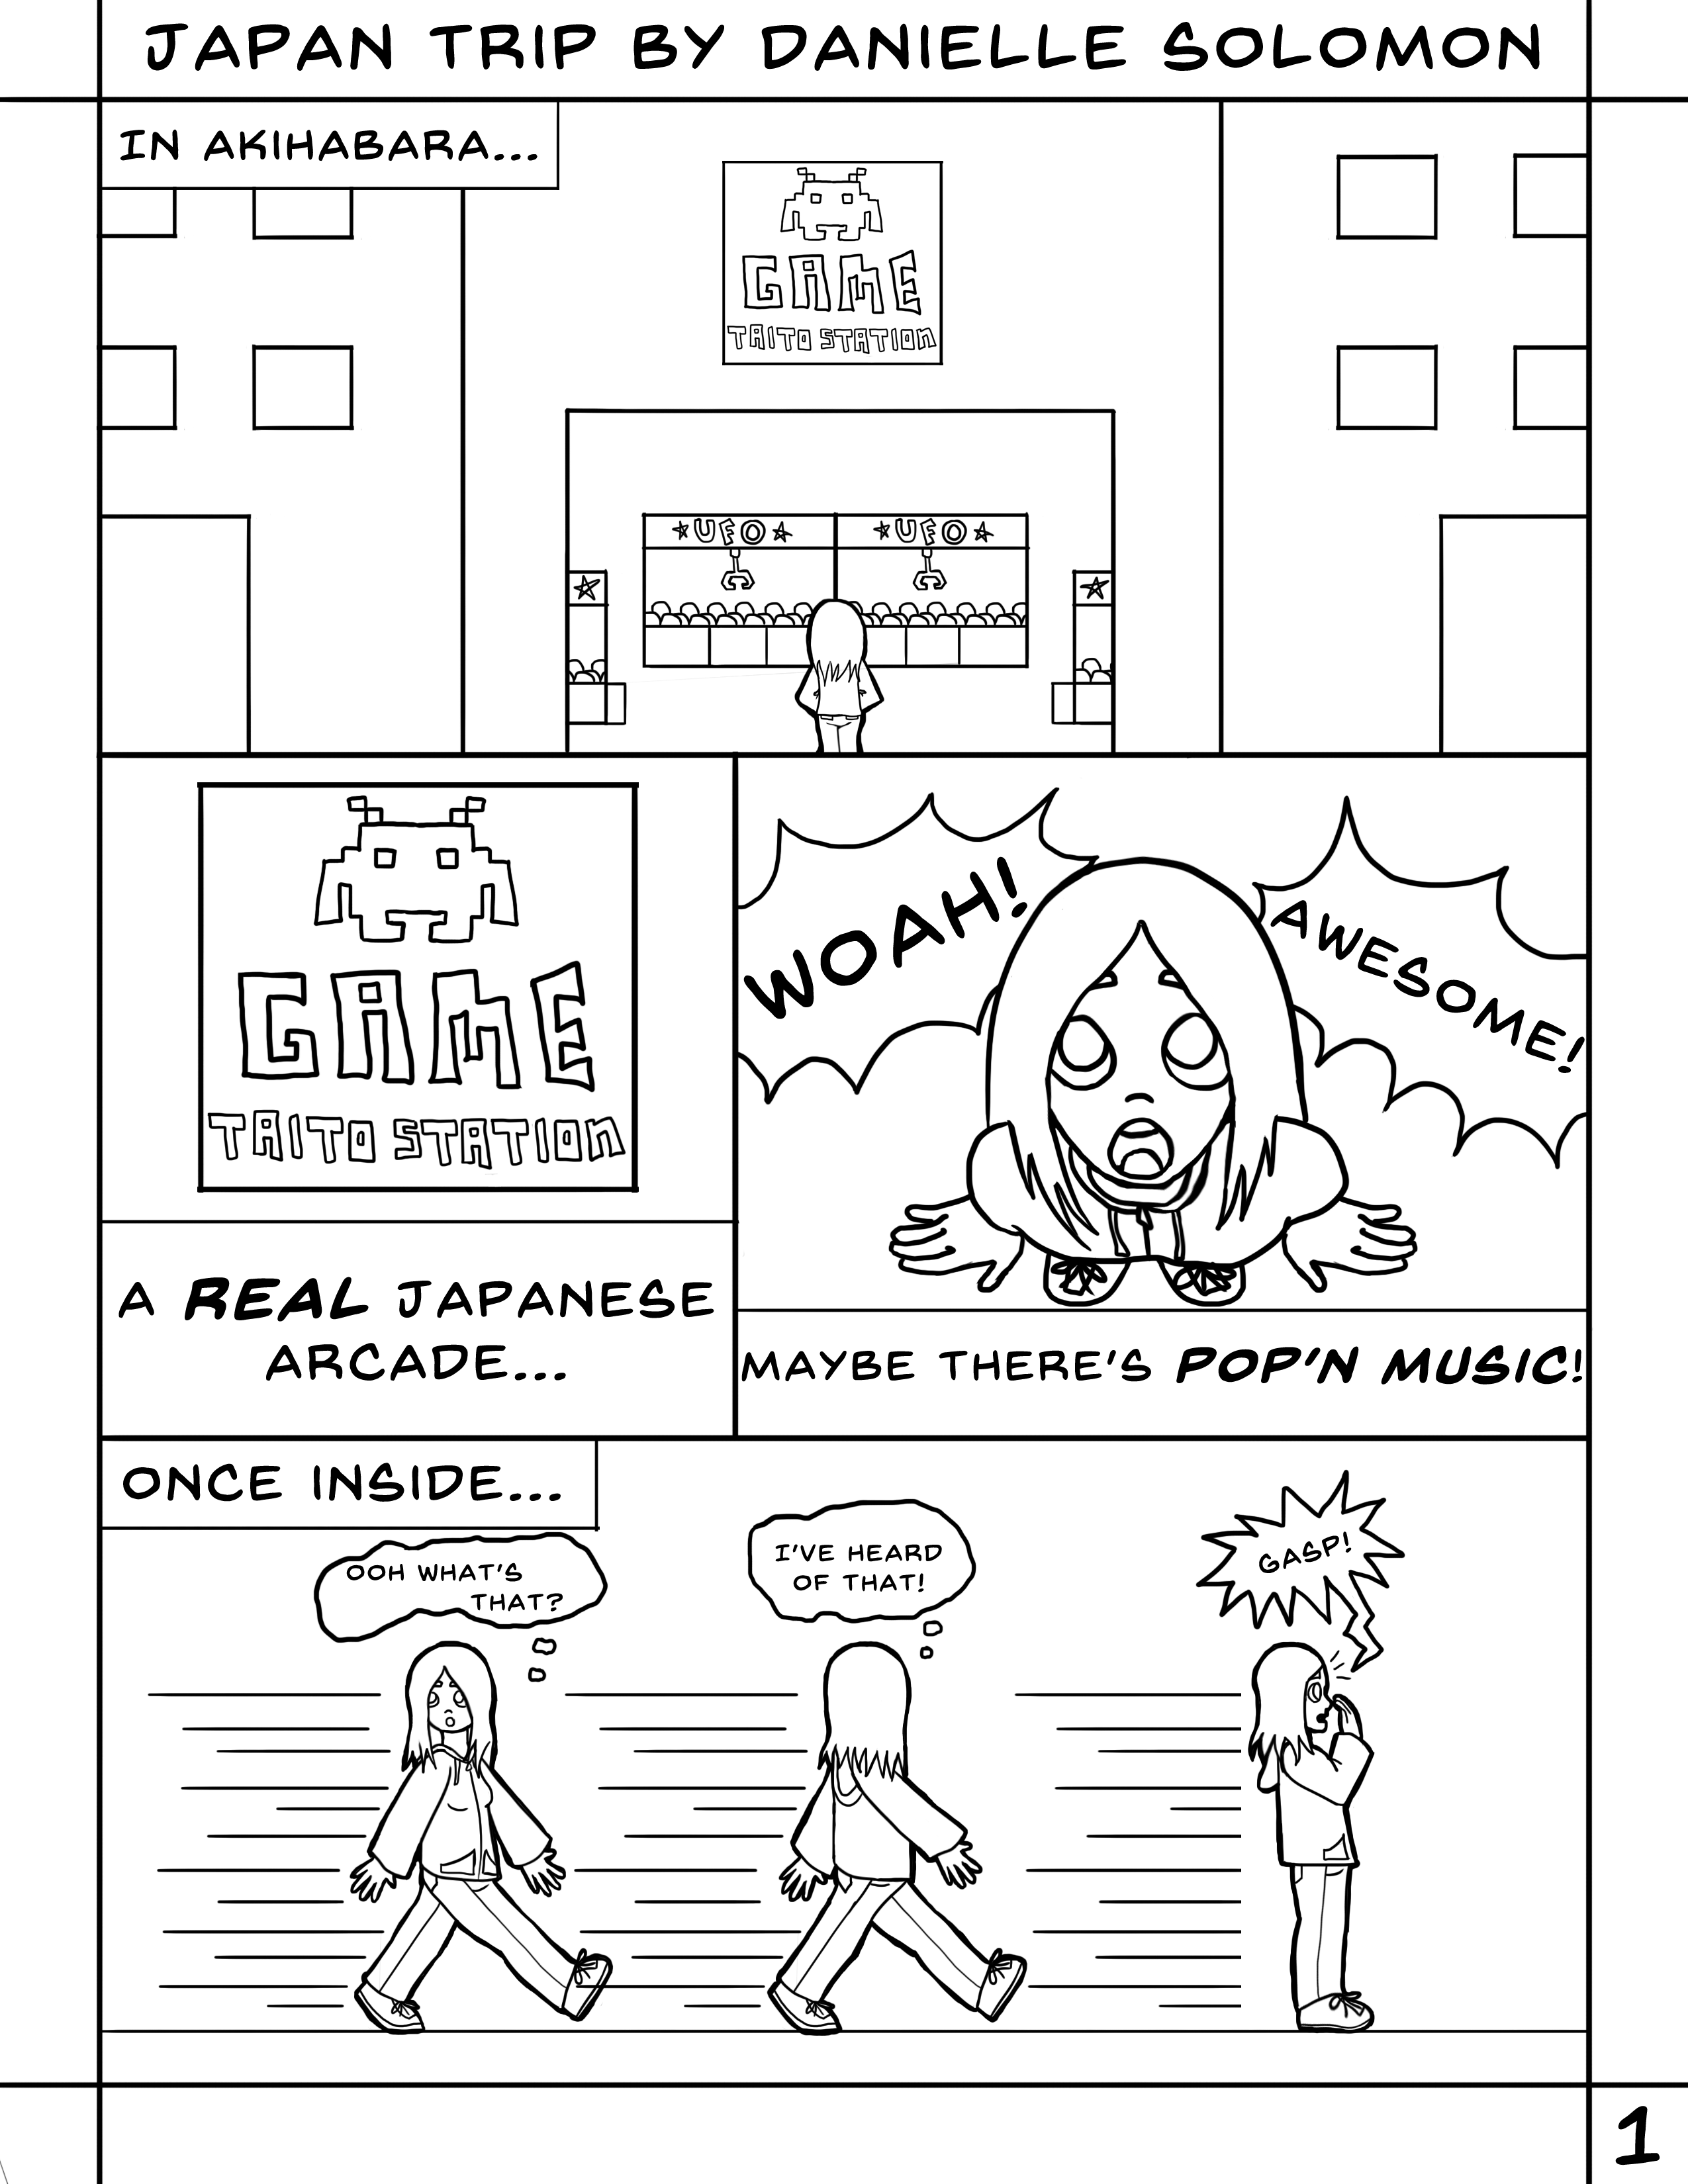 JAPAN TRIP BY DANIELLE SOLOMON
IN AKIHABARA...
GAME
TAITO STATION
★UFO★
★UFO★
GAME
TAITO STATION
A REAL JAPANESE
ARCADE...
WOAH!
AWESOME!
MAYBE THERE'S POP'N MUSIC!
ONCE INSIDE...
OOH WHAT'S
THAT?
I'VE HEARD
OF THAT!
GASP!
1